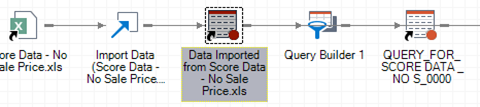 ore Data - No
ale Price.xls
Import Data
(Score Data -
No Sale Price....
Data Imported
from Score Data
- No Sale
Price.xls
Query Builder 1
QUERY_FOR_
SCORE DATA _
NO S_0000